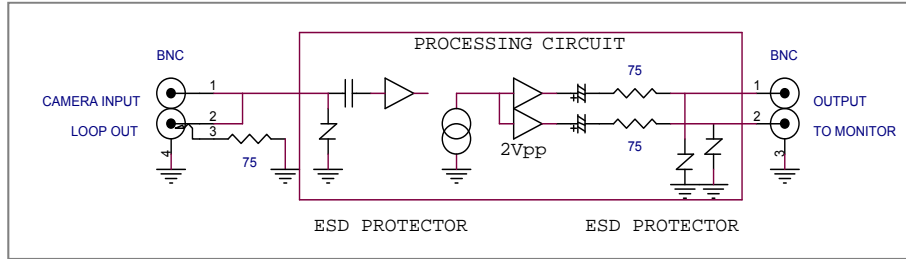 PROCESSING CIRCUIT
BNC
BNC
75
1
1
CAMERA INPUT
OUTPUT
2
2
LOOP OUT
TO MONITOR
3
75
75
2Vpp
4
3
ESD PROTECTOR
ESD PROTECTOR